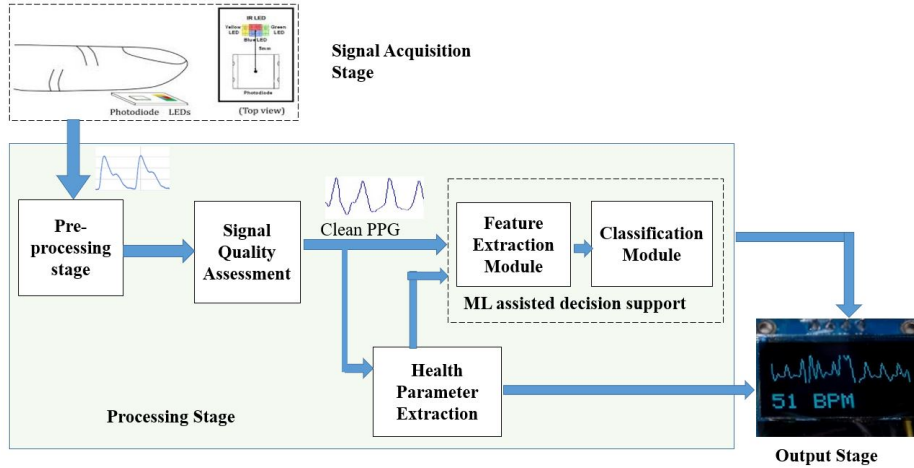 IR LED
Yellow Green
LED LED
Blue LED
5mm
Photodiode
Photodiode LEDs
(Top view)
Signal Acquisition
Stage
Pre-
processing
stage
Signal
Quality
Assessment
Clean PPG
Feature
Extraction
Module
Classification
Module
ML assisted decision support
Health
Parameter
Extraction
Processing Stage
51 BPM
Output Stage